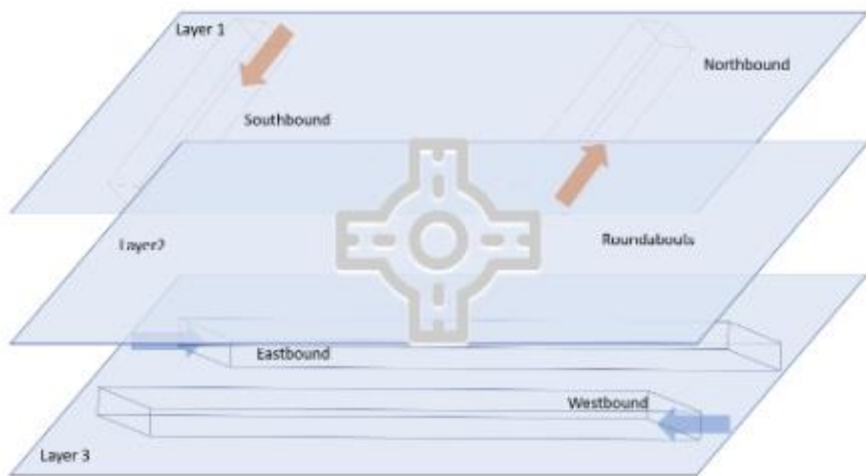 Layer 1
Northbound
Southbound
Layer2
Roundabouts
Eastbound
Westbound
Layer 3